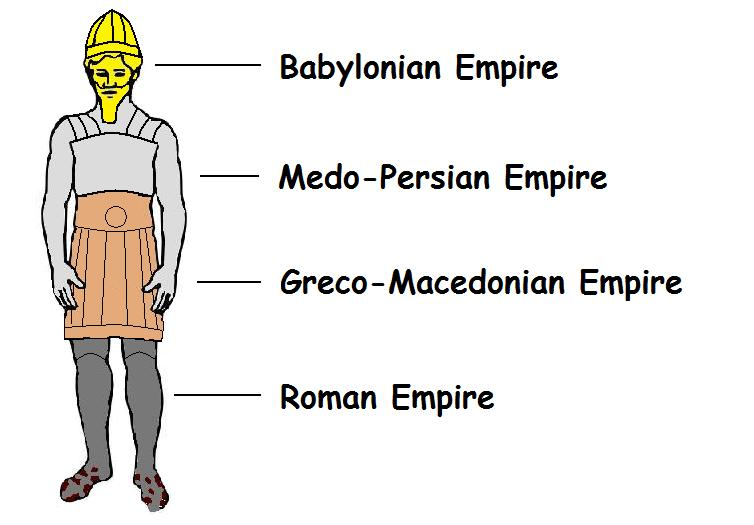 Babylonian Empire
Medo-Persian Empire
Greco-Macedonian Empire
Roman Empire